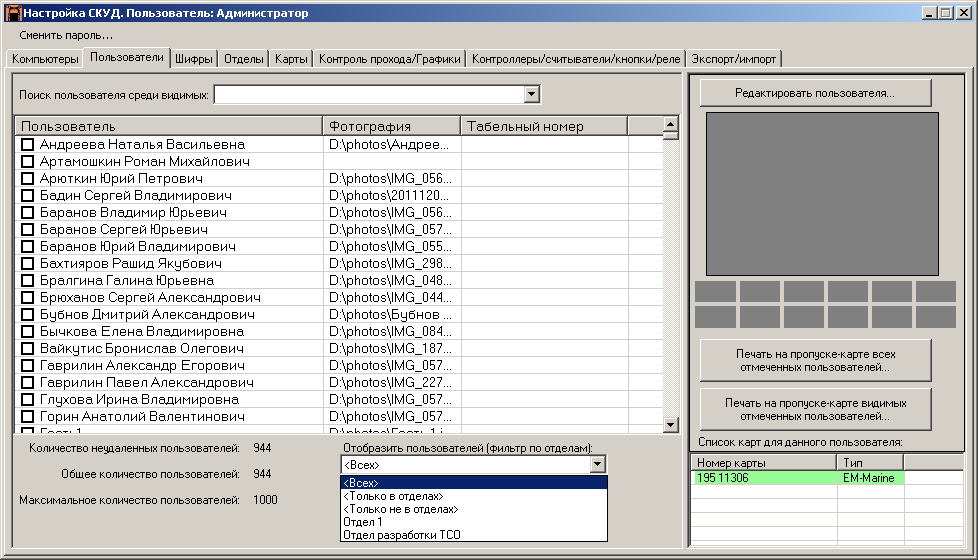 Настройка СКУД. Пользователь: Администратор
Сменить пароль...
Компьютеры Пользователи Шифры Отделы Карты Контроль прохода/Графики Контроллеры/считыватели/кнопки/реле Экспорт/импорт
Поиск пользователя среди видимых:
Пользователь Фотография Табельный номер
Андреева Наталья Васильевна D:\photos\Андрее...
Артамошкин Роман Михайлович
Арюткин Юрий Петрович D:\photos\IMG_056...
Бадин Сергей Владимирович D:\photos\2011120...
Баранов Владимир Юрьевич D:\photos\IMG_056...
Баранов Сергей Юрьевич D:\photos\IMG_057...
Баранов Юрий Владимирович D:\photos\IMG_055...
Бахтияров Рашид Якубович D:\photos\IMG_298...
Бралгина Галина Юрьевна D:\photos\IMG_048...
Брюханов Сергей Александрович D:\photos\IMG_044...
Бубнов Дмитрий Александрович D:\photos\Бубнов ...
Бычкова Елена Владимировна D:\photos\IMG_084...
Вайкутис Бронислав Олегович D:\photos\IMG_187...
Гаврилин Александр Егорович D:\photos\IMG_057...
Гаврилин Павел Александрович D:\photos\IMG_227...
Глухова Ирина Владимировна D:\photos\IMG_057...
Горин Анатолий Валентинович D:\photos\IMG_057...
Количество неудаленных пользователей: 944
Общее количество пользователей: 944
Максимальное количество пользователей: 1000
Отобразить пользователей (Фильтр по отделам):
<Всех>
<Всех>
<Только в отделах>
<Только не в отделах>
Отдел 1
Отдел разработки ТСО
Редактировать пользователя...
Печать на пропуске-карте всех
отмеченных пользователей...
Печать на пропуске-карте видимых
отмеченных пользователей...
Список карт для данного пользователя:
Номер карты Тип
195 11306 EM-Marine